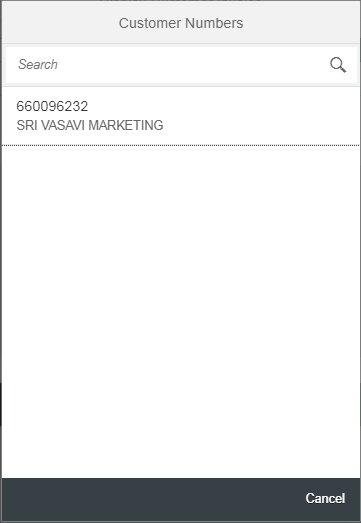 Customer Numbers
Search
660096232
SRI VASAVI MARKETING
Cancel